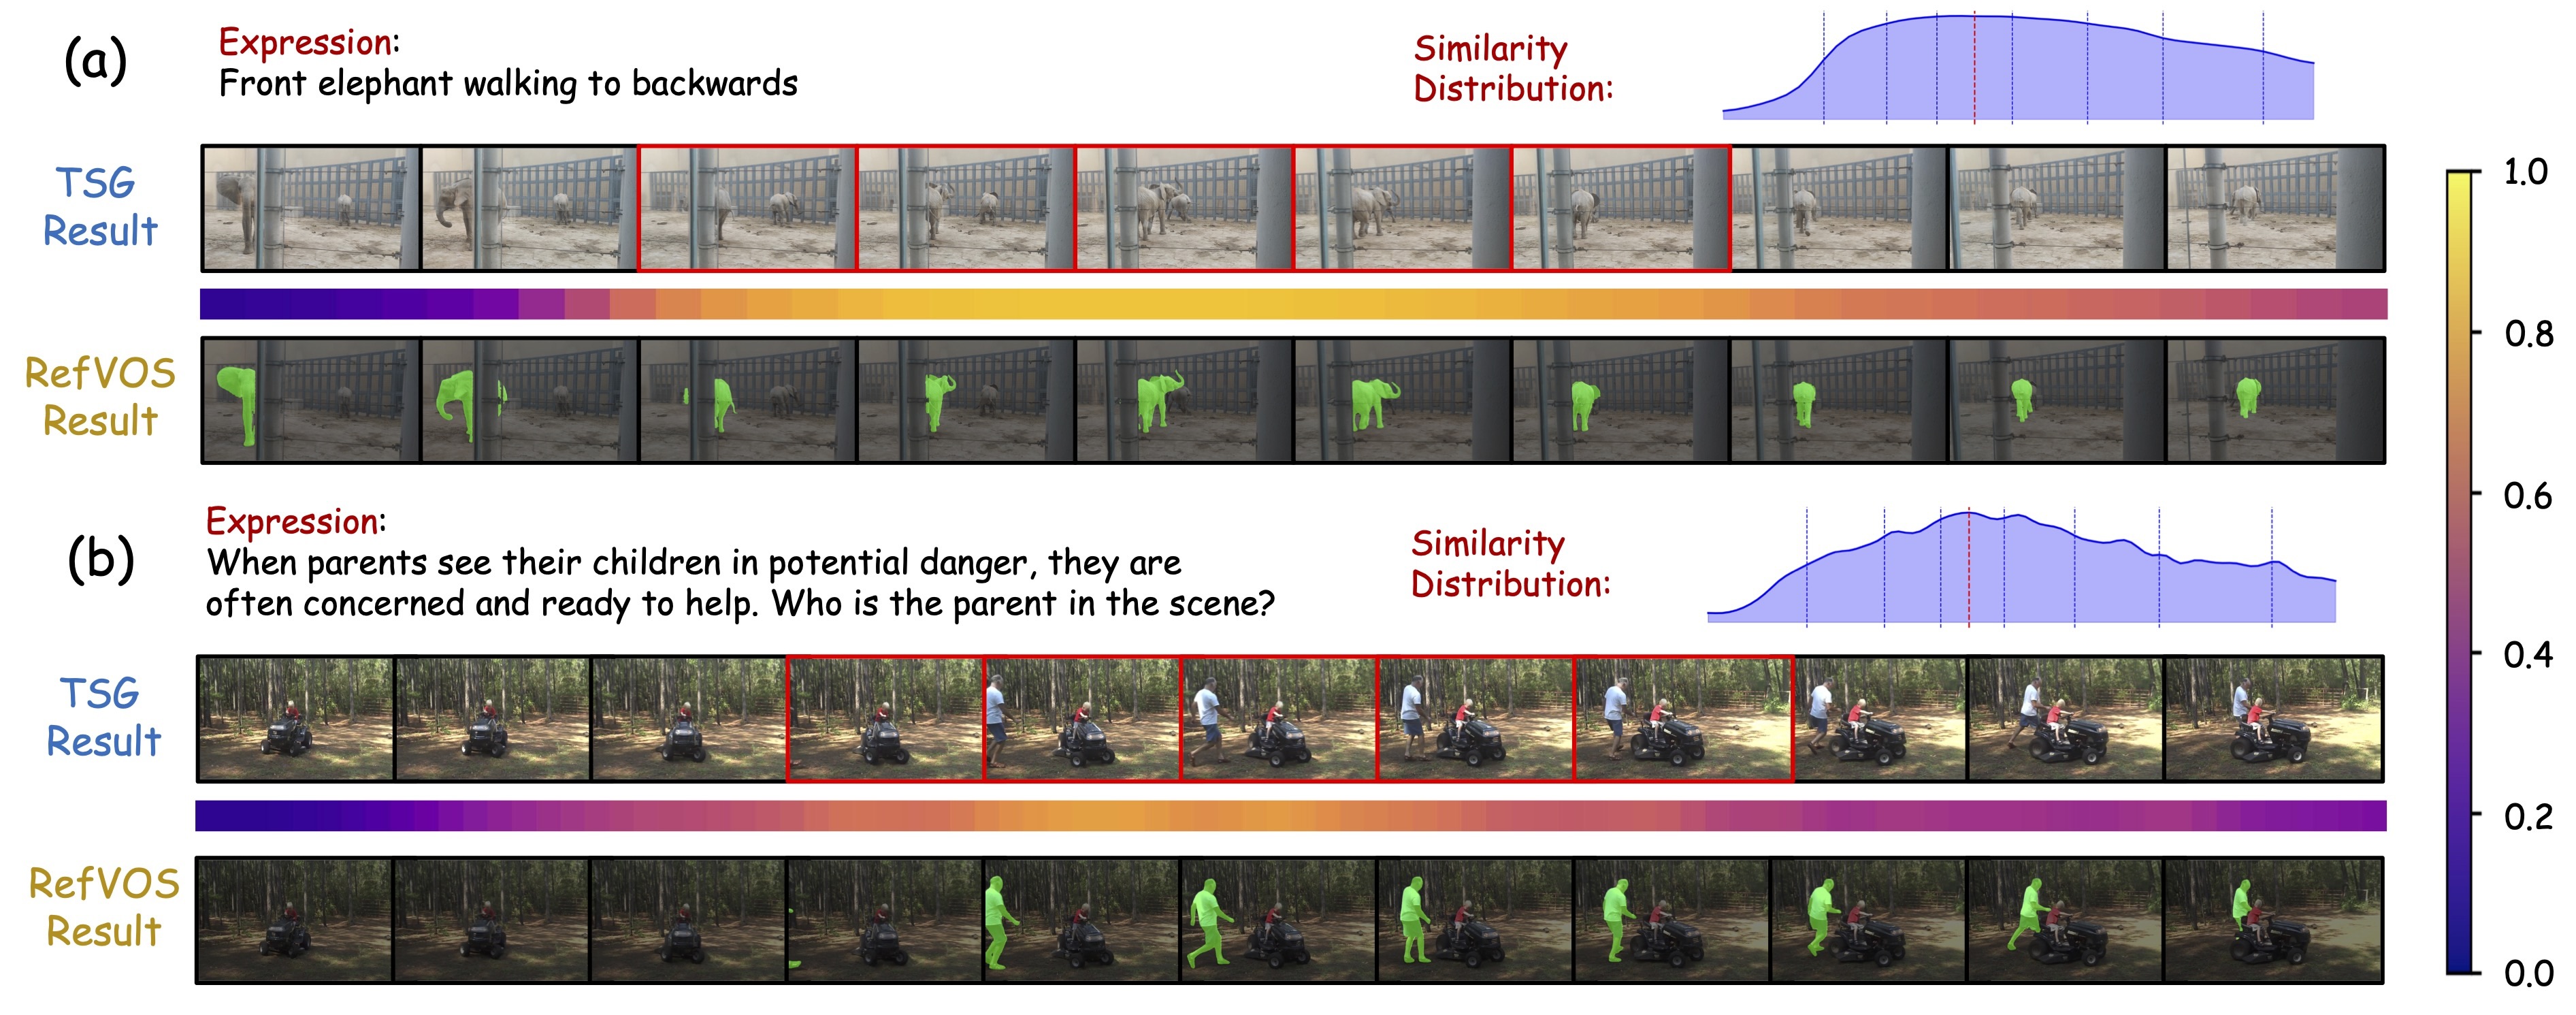 (a)
Expression:
Front elephant walking to backwards
Similarity
Distribution:
TSG
Result
RefVOS
Result
(b)
Expression:
When parents see their children in potential danger, they are
often concerned and ready to help. Who is the parent in the scene?
Similarity
Distribution:
TSG
Result
RefVOS
Result
1.0
0.8
0.6
0.4
0.2
0.0